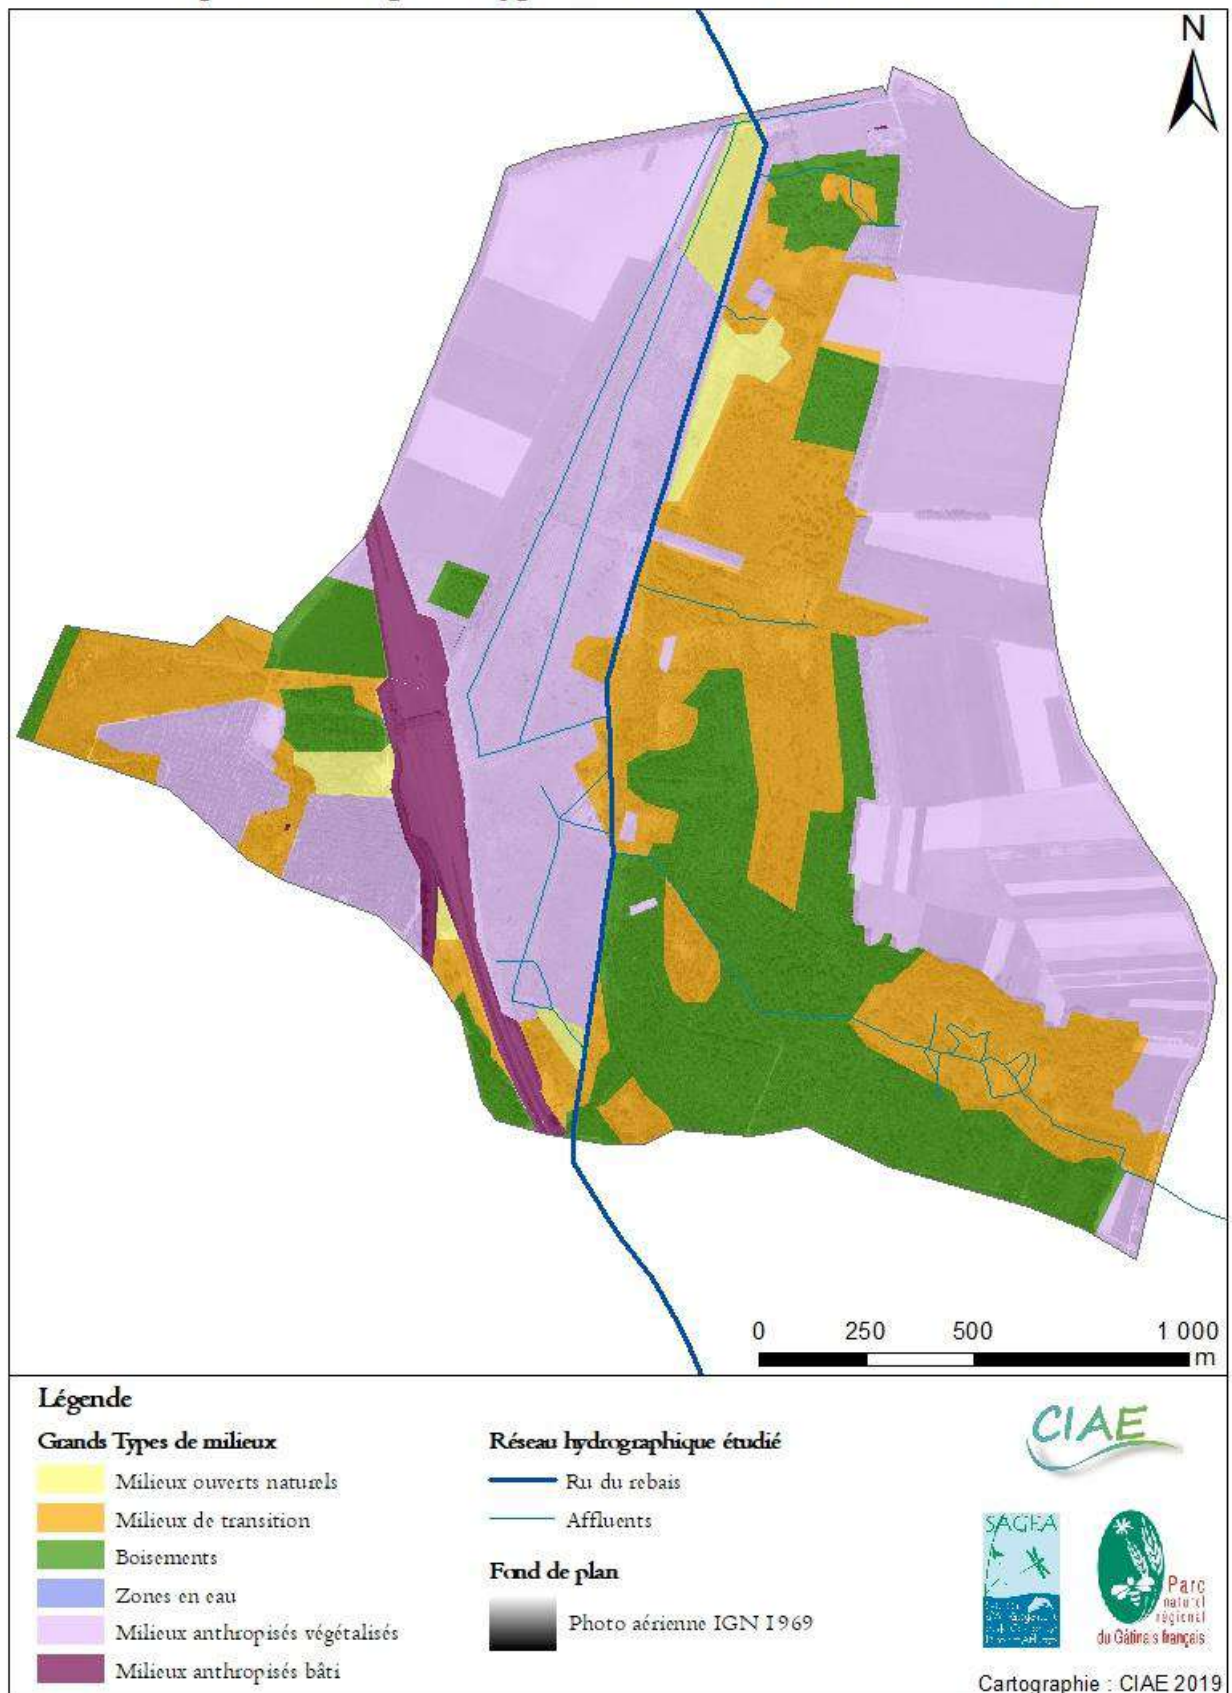 N
0 250 500 1 000
m
Légende
Grands Types de milieux
Milieux ouverts naturels
Milieux de transition
Boisements
Zones en eau
Milieux anthropisés végétalisés
Milieux anthropisés bâti
Réseau hydrographique étudié
Ru du rebais
Affluents
Fond de plan
Photo aérienne IGN 1969
CIAE
SAGEA
Parc
naturel
régional
du Gâtinais français
Cartographie : CIAE 2019